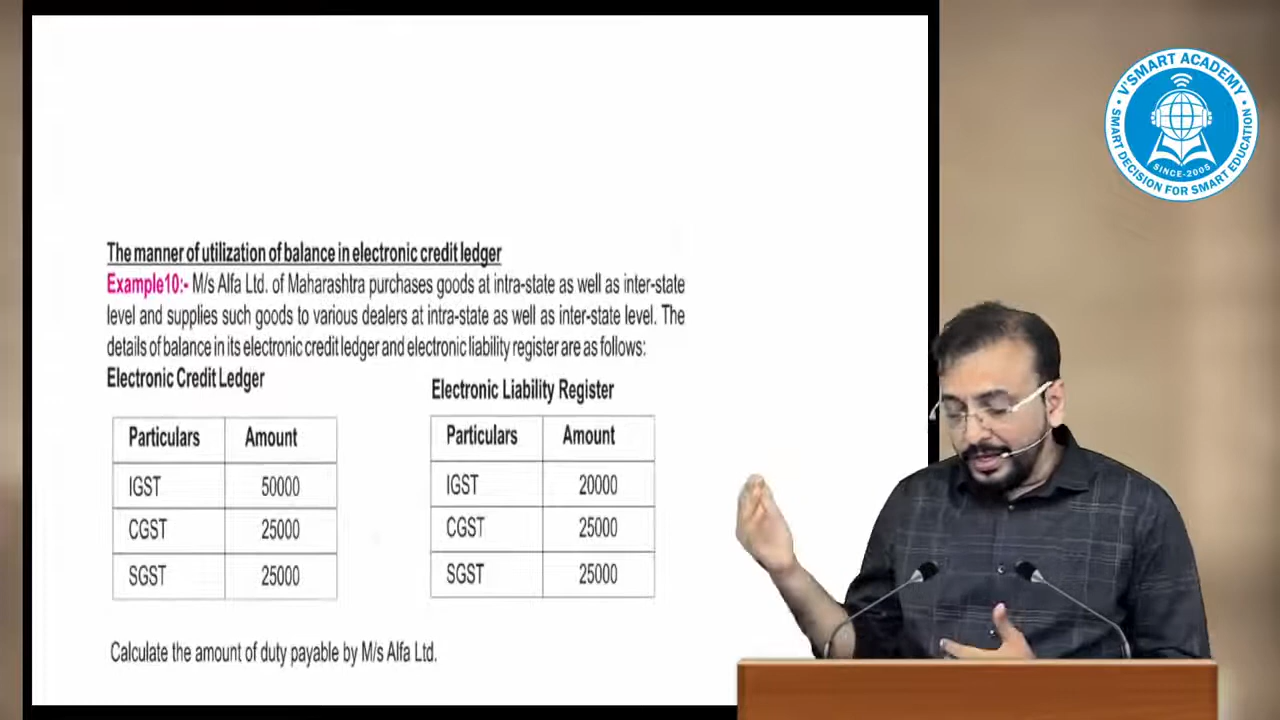 The manner of utilization of balance in electronic credit ledger
Example10:- M/s Alfa Ltd. of Maharashtra purchases goods at intra-state as well as inter-state
level and supplies such goods to various dealers at intra-state as well as inter-state level. The
details of balance in its electronic credit ledger and electronic liability register are as follows:
Electronic Credit Ledger
Particulars Amount
IGST 50000
CGST 25000
SGST 25000
Electronic Liability Register
Particulars Amount
IGST 20000
CGST 25000
SGST 25000
Calculate the amount of duty payable by M/s Alfa Ltd.
V'SMART ACADEMY
SMART DECISION FOR SMART EDUCATION
SINCE-2005